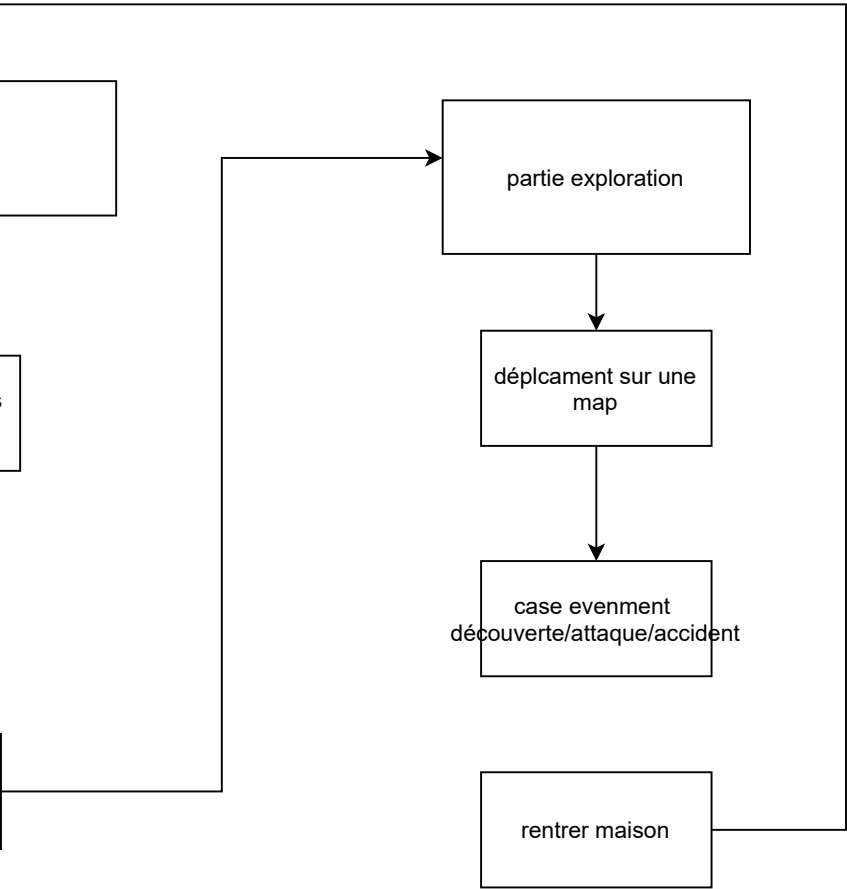 partie exploration
déplcament sur une
map
s
case evenment
découverte/attaque/accident
rentrer maison